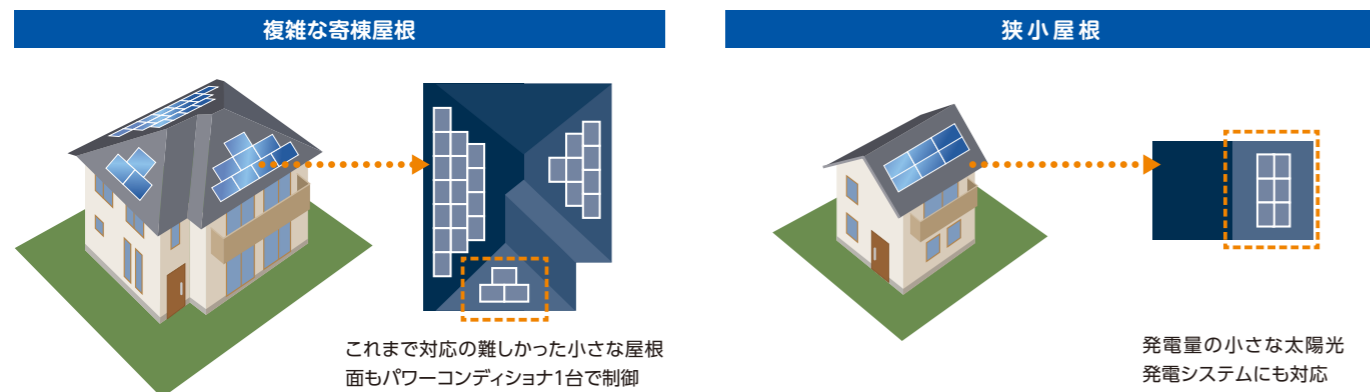 複雑な寄棟屋根
これまで対応の難しかった小さな屋根
面もパワーコンディショナ1台で制御
狭小屋根
発電量の小さな太陽光
発電システムにも対応